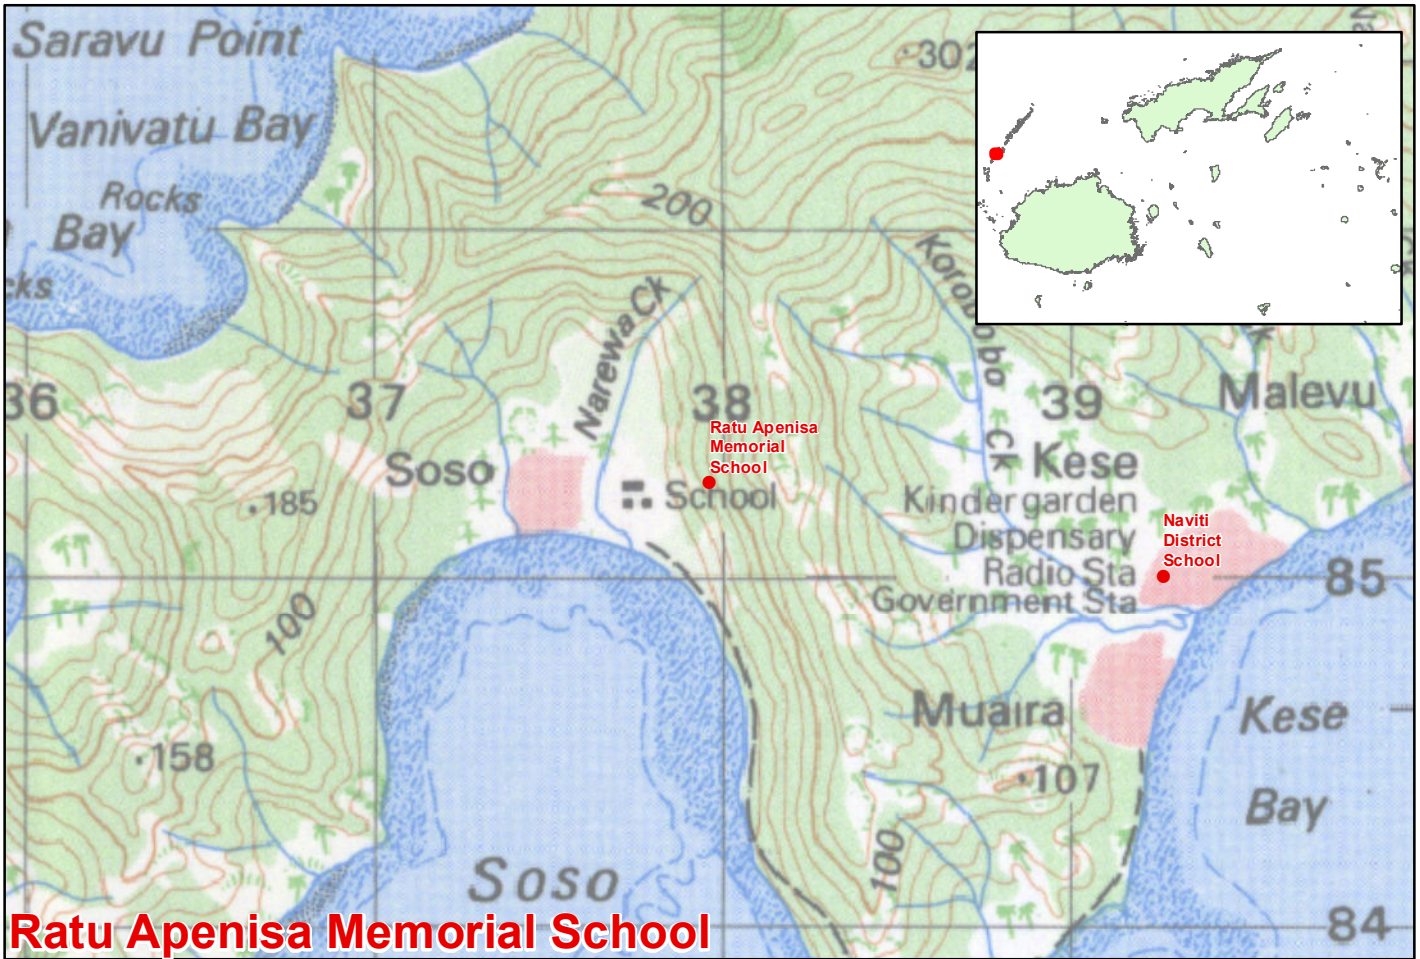 Saravu Point
302
Vanivatu Bay
Rocks
Bay
200
cks
Korobobo Ck
Narewa Ck
36
37
38
39
Malevu
Ratu Apenisa
Memorial
School
Soso
School
Kese
Kindergarden
Dispensary
Radio Sta
Government Sta
185
Naviti
District
School
85
100
Muaira
Kese
Bay
158
107
100
Soso
84
Ratu Apenisa Memorial School